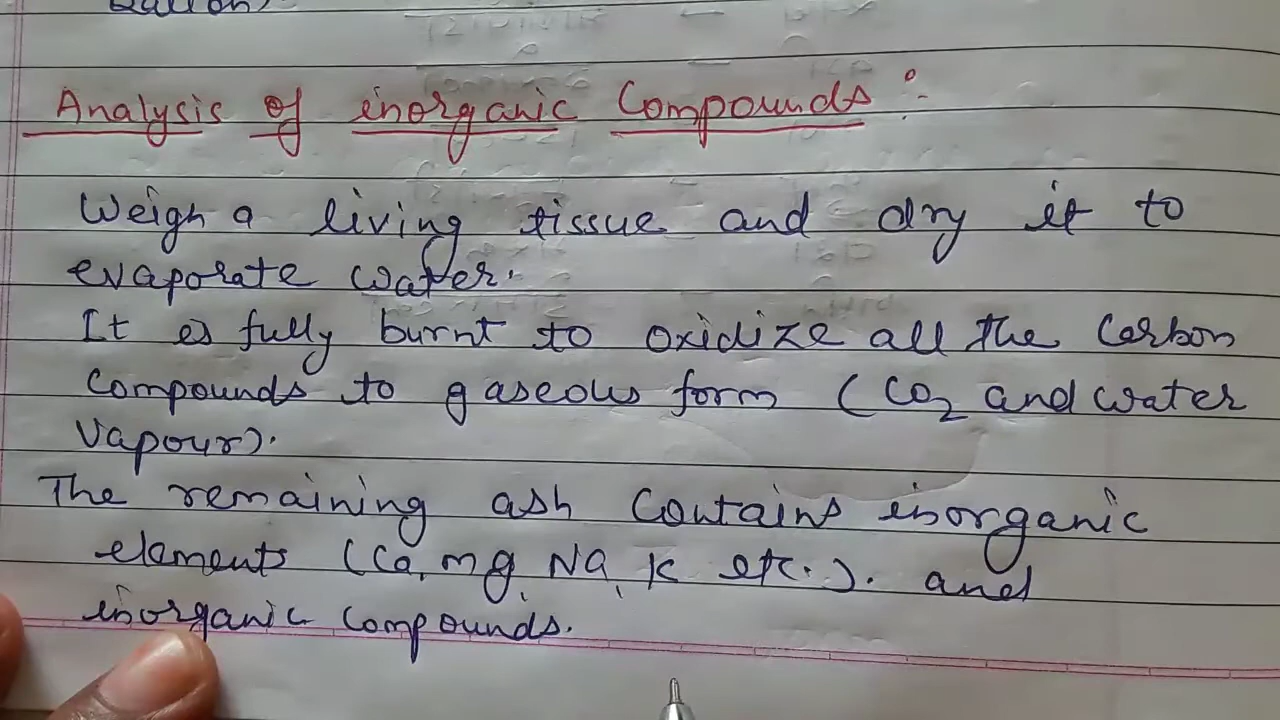 Analysis of inorganic Compounds :-
Weigh a living tissue and dry it to
evaporate water.
It is fully burnt to oxidize all the Carbon
Compounds to gaseous form (CO2 and water
Vapour).
The remaining ash Contains inorganic
elements (Ca, mg, Na, K etc.). and
inorganic Compounds.